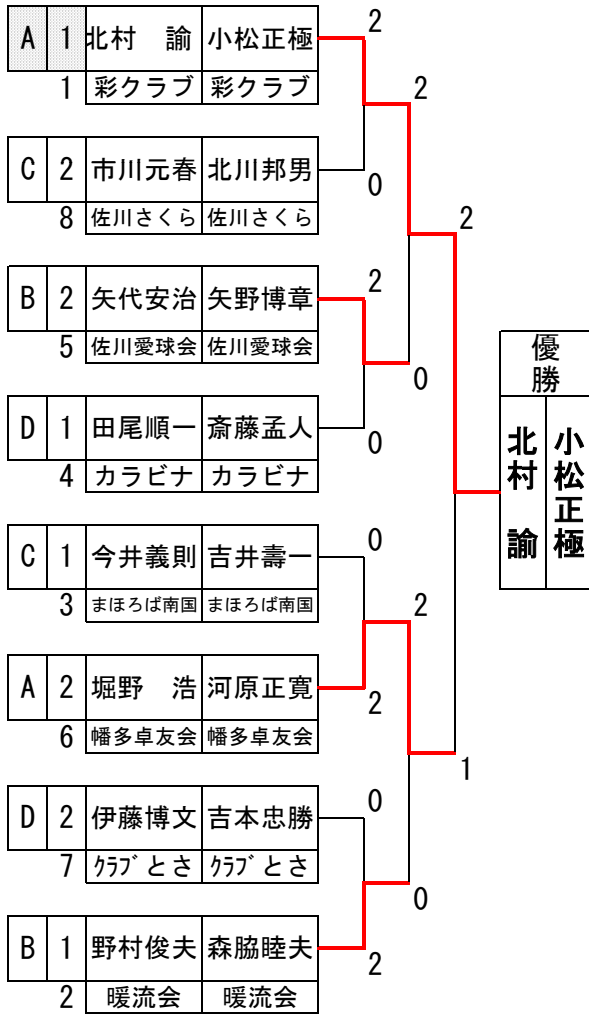 2
A 1 北村　諭 小松正極
2
1 彩クラブ 彩クラブ
C 2 市川元春 北川邦男
0
8 佐川さくら 佐川さくら
2
B 2 矢代安治 矢野博章
2
5 佐川愛球会 佐川愛球会
0
D 1 田尾順一 斎藤孟人
0
4 カラビナ カラビナ
優勝
北村　諭
小松正極
C 1 今井義則 吉井壽一
0
3 まほろば南国 まほろば南国
2
A 2 堀野　浩 河原正寛
2
6 幡多卓友会 幡多卓友会
1
D 2 伊藤博文 吉本忠勝
0
7 クラブとさ クラブとさ
0
B 1 野村俊夫 森脇睦夫
2
2 暖流会 暖流会